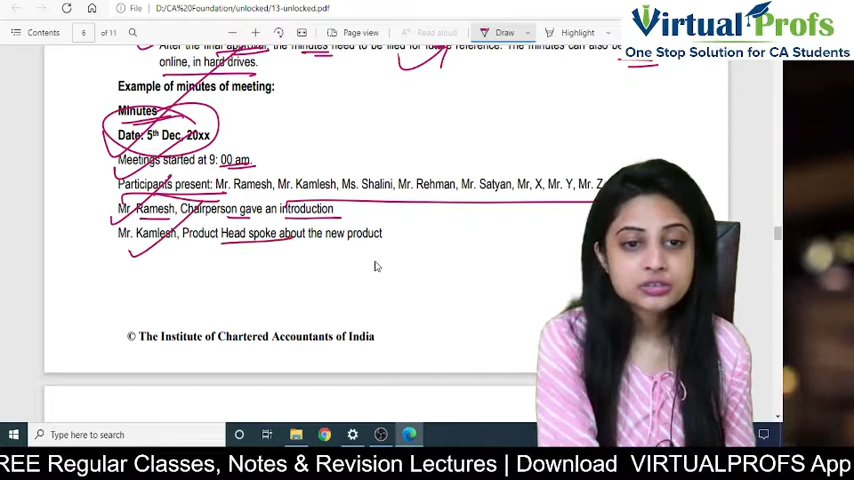 File
D:/CA%20Foundation/unlocked/13-unlocked.pdf
Virtual Profs
One Stop Solution for CA Students
Contents
6
of 11
Page view
Read aloud
Draw
Highlight
After the final approval, the minutes need to be filed for future reference. The minutes can also be
online, in hard drives.
Example of minutes of meeting:
Minutes
Date: 5th Dec, 20xx
Meetings started at 9: 00 am.
Participants present: Mr. Ramesh, Mr. Kamlesh, Ms. Shalini, Mr. Rehman, Mr. Satyan, Mr, X, Mr. Y, Mr. Z
Mr. Ramesh, Chairperson gave an introduction
Mr. Kamlesh, Product Head spoke about the new product
© The Institute of Chartered Accountants of India
Type here to search
REE Regular Classes, Notes & Revision Lectures | Download VIRTUALPROFS App